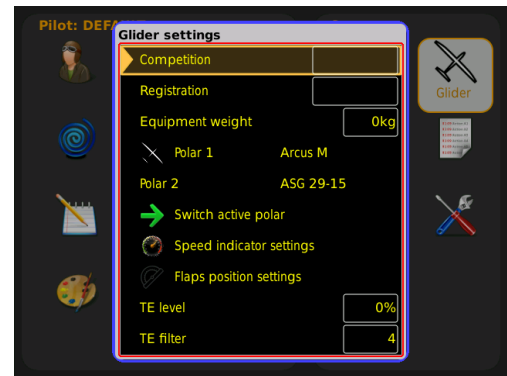 Pilot: DEF
Glider settings
Competition
Registration
Equipment weight 0kg
Polar 1 Arcus M
Polar 2 ASG 29-15
Switch active polar
Speed indicator settings
Flaps position settings
TE level 0%
TE filter 4
Glider